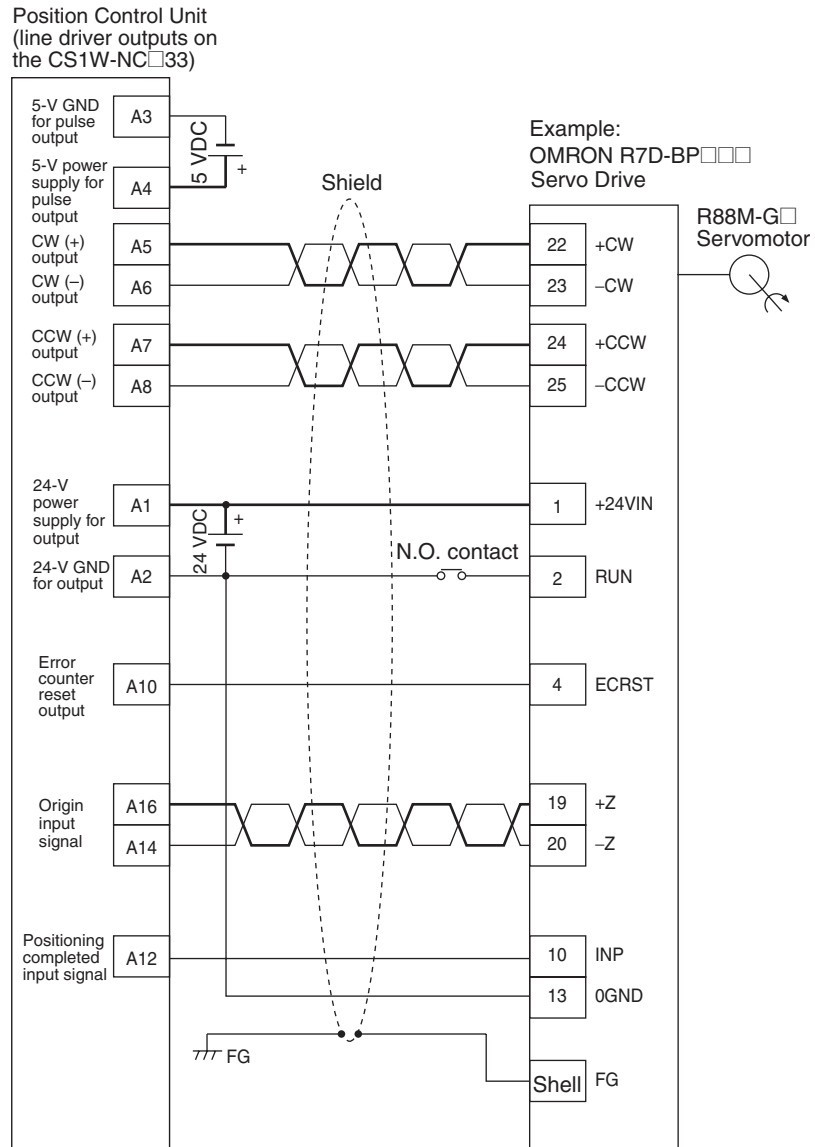 Position Control Unit
(line driver outputs on
the CS1W-NC□33)
5-V GND
for pulse
output
A3
5 VDC
+
5-V power
supply for
pulse
output
A4
Example:
OMRON R7D-BP□□□
Servo Drive
Shield
R88M-G□
Servomotor
CW (+)
output
A5
22
+CW
CW (–)
output
A6
23
–CW
CCW (+)
output
A7
24
+CCW
CCW (–)
output
A8
25
–CCW
24-V
power
supply for
output
A1
1
+24VIN
24 VDC
+
24-V GND
for output
A2
N.O. contact
2
RUN
Error
counter
reset
output
A10
4
ECRST
Origin
input
signal
A16
19
+Z
A14
20
–Z
Positioning
completed
input signal
A12
10
INP
13
0GND
FG
Shell
FG